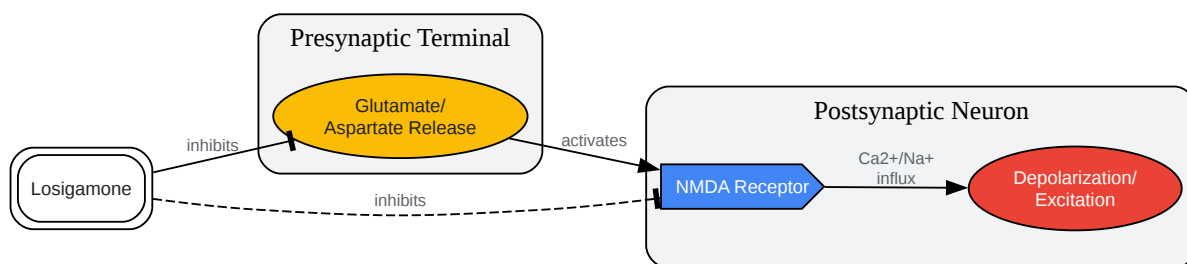 Presynaptic Terminal
Glutamate/
Aspartate Release
inhibits
activates
Losigamone
inhibits
Postsynaptic Neuron
NMDA Receptor
Ca2+/Na+
influx
Depolarization/
Excitation